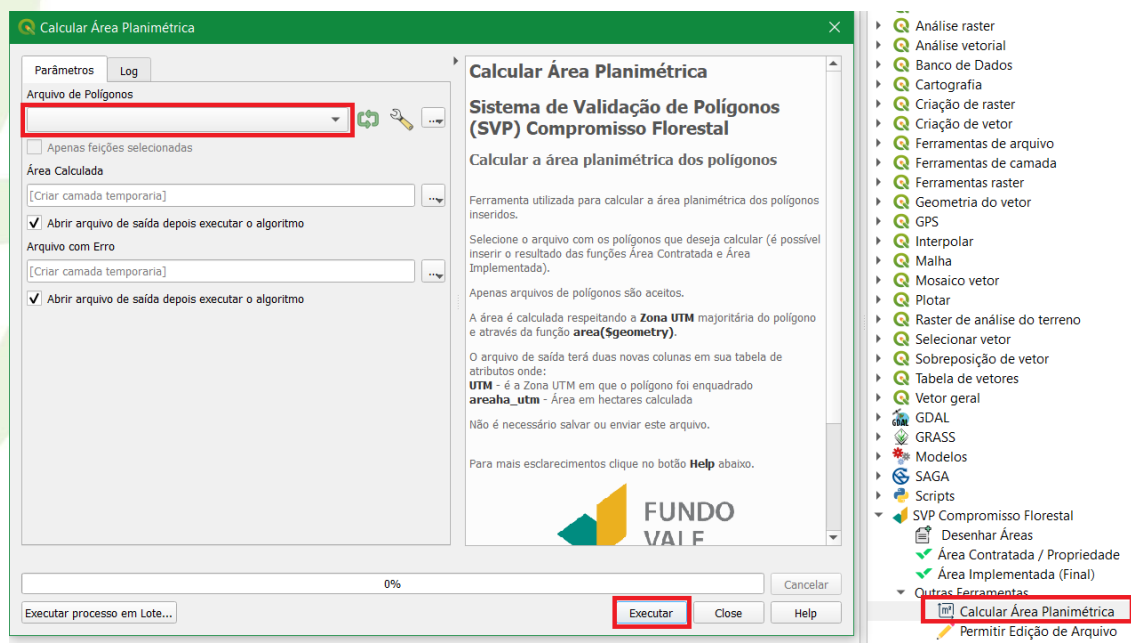 Calcular Área Planimétrica
Parâmetros
Log
Arquivo de Polígonos
...
Apenas feições selecionadas
Área Calculada
[Criar camada temporaria]
...
Abrir arquivo de saída depois executar o algoritmo
Arquivo com Erro
[Criar camada temporaria]
...
Abrir arquivo de saída depois executar o algoritmo
Calcular Área Planimétrica
Sistema de Validação de Polígonos
(SVP) Compromisso Florestal
Calcular a área planimétrica dos polígonos
Ferramenta utilizada para calcular a área planimétrica dos polígonos
inseridos.
Selecione o arquivo com os polígonos que deseja calcular (é possível
inserir o resultado das funções Área Contratada e Área
Implementada).
Apenas arquivos de polígonos são aceitos.
A área é calculada respeitando a Zona UTM majoritária do polígono
e através da função area($geometry).
O arquivo de saída terá duas novas colunas em sua tabela de
atributos onde:
UTM - é a Zona UTM em que o polígono foi enquadrado
areaha_utm - Área em hectares calculada
Não é necessário salvar ou enviar este arquivo.
Para mais esclarecimentos clique no botão Help abaixo.
FUNDO
VALE
0%
Cancelar
Executar processo em Lote...
Executar
Close
Help
Análise raster
Análise vetorial
Banco de Dados
Cartografia
Criação de raster
Criação de vetor
Ferramentas de arquivo
Ferramentas de camada
Ferramentas raster
Geometria do vetor
GPS
Interpolar
Malha
Mosaico vetor
Plotar
Raster de análise do terreno
Selecionar vetor
Sobreposição de vetor
Tabela de vetores
Vetor geral
GDAL
GRASS
Modelos
SAGA
Scripts
SVP Compromisso Florestal
Desenhar Áreas
Área Contratada / Propriedade
Área Implementada (Final)
Outras Ferramentas
m² Calcular Área Planimétrica
Permitir Edição de Arquivo